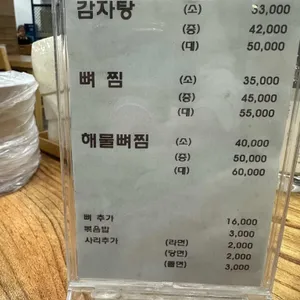 감자탕 (소) 33,000
(중) 42,000
(대) 50,000
뼈 찜 (소) 35,000
(중) 45,000
(대) 55,000
해물뼈찜 (소) 40,000
(중) 50,000
(대) 60,000
뼈 추가 16,000
볶음밥 3,000
사리추가 (라면) 2,000
(당면) 2,000
(쫄면) 3,000